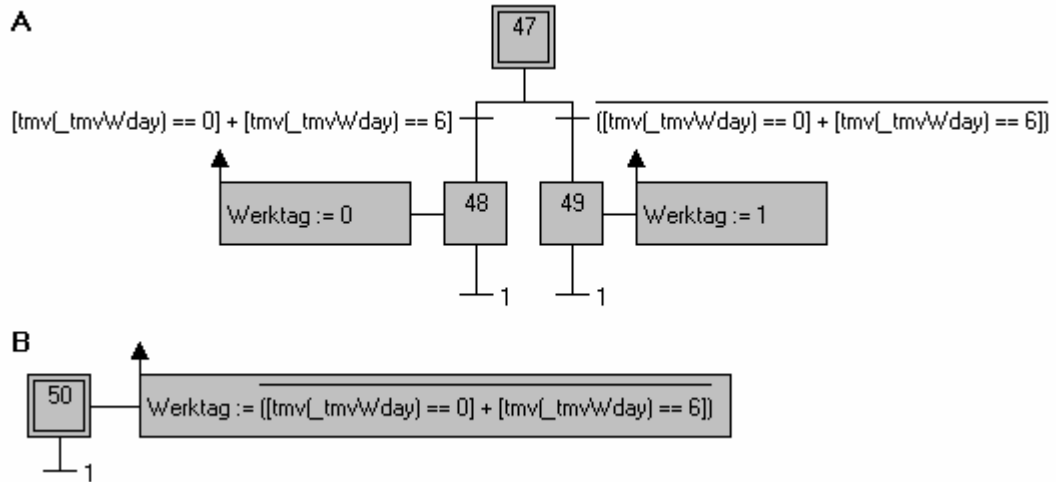 A
47
[tmv(_tmvWday) == 0] + [tmv(_tmvWday) == 6]
([tmv(_tmvWday) == 0] + [tmv(_tmvWday) == 6])
Werktag := 0
48
49
Werktag := 1
1
1
B
50
Werktag := ([tmv(_tmvWday) == 0] + [tmv(_tmvWday) == 6])
1